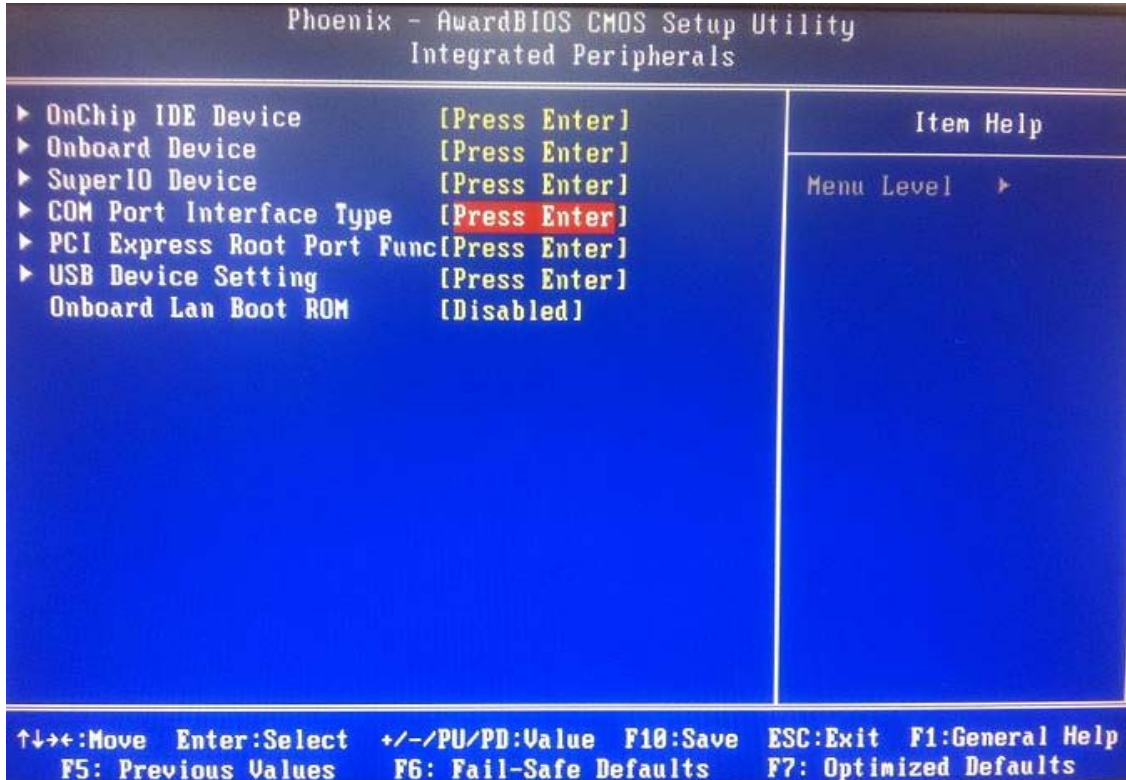 Phoenix - AwardBIOS CMOS Setup Utility
Integrated Peripherals
▶ OnChip IDE Device [Press Enter]
▶ Onboard Device [Press Enter]
▶ SuperIO Device [Press Enter]
▶ COM Port Interface Type [Press Enter]
▶ PCI Express Root Port Func[Press Enter]
▶ USB Device Setting [Press Enter]
Onboard Lan Boot ROM [Disabled]
Item Help
Menu Level ▶
↑↓→←:Move Enter:Select +/-/PU/PD:Value F10:Save ESC:Exit F1:General Help
F5: Previous Values F6: Fail-Safe Defaults F7: Optimized Defaults